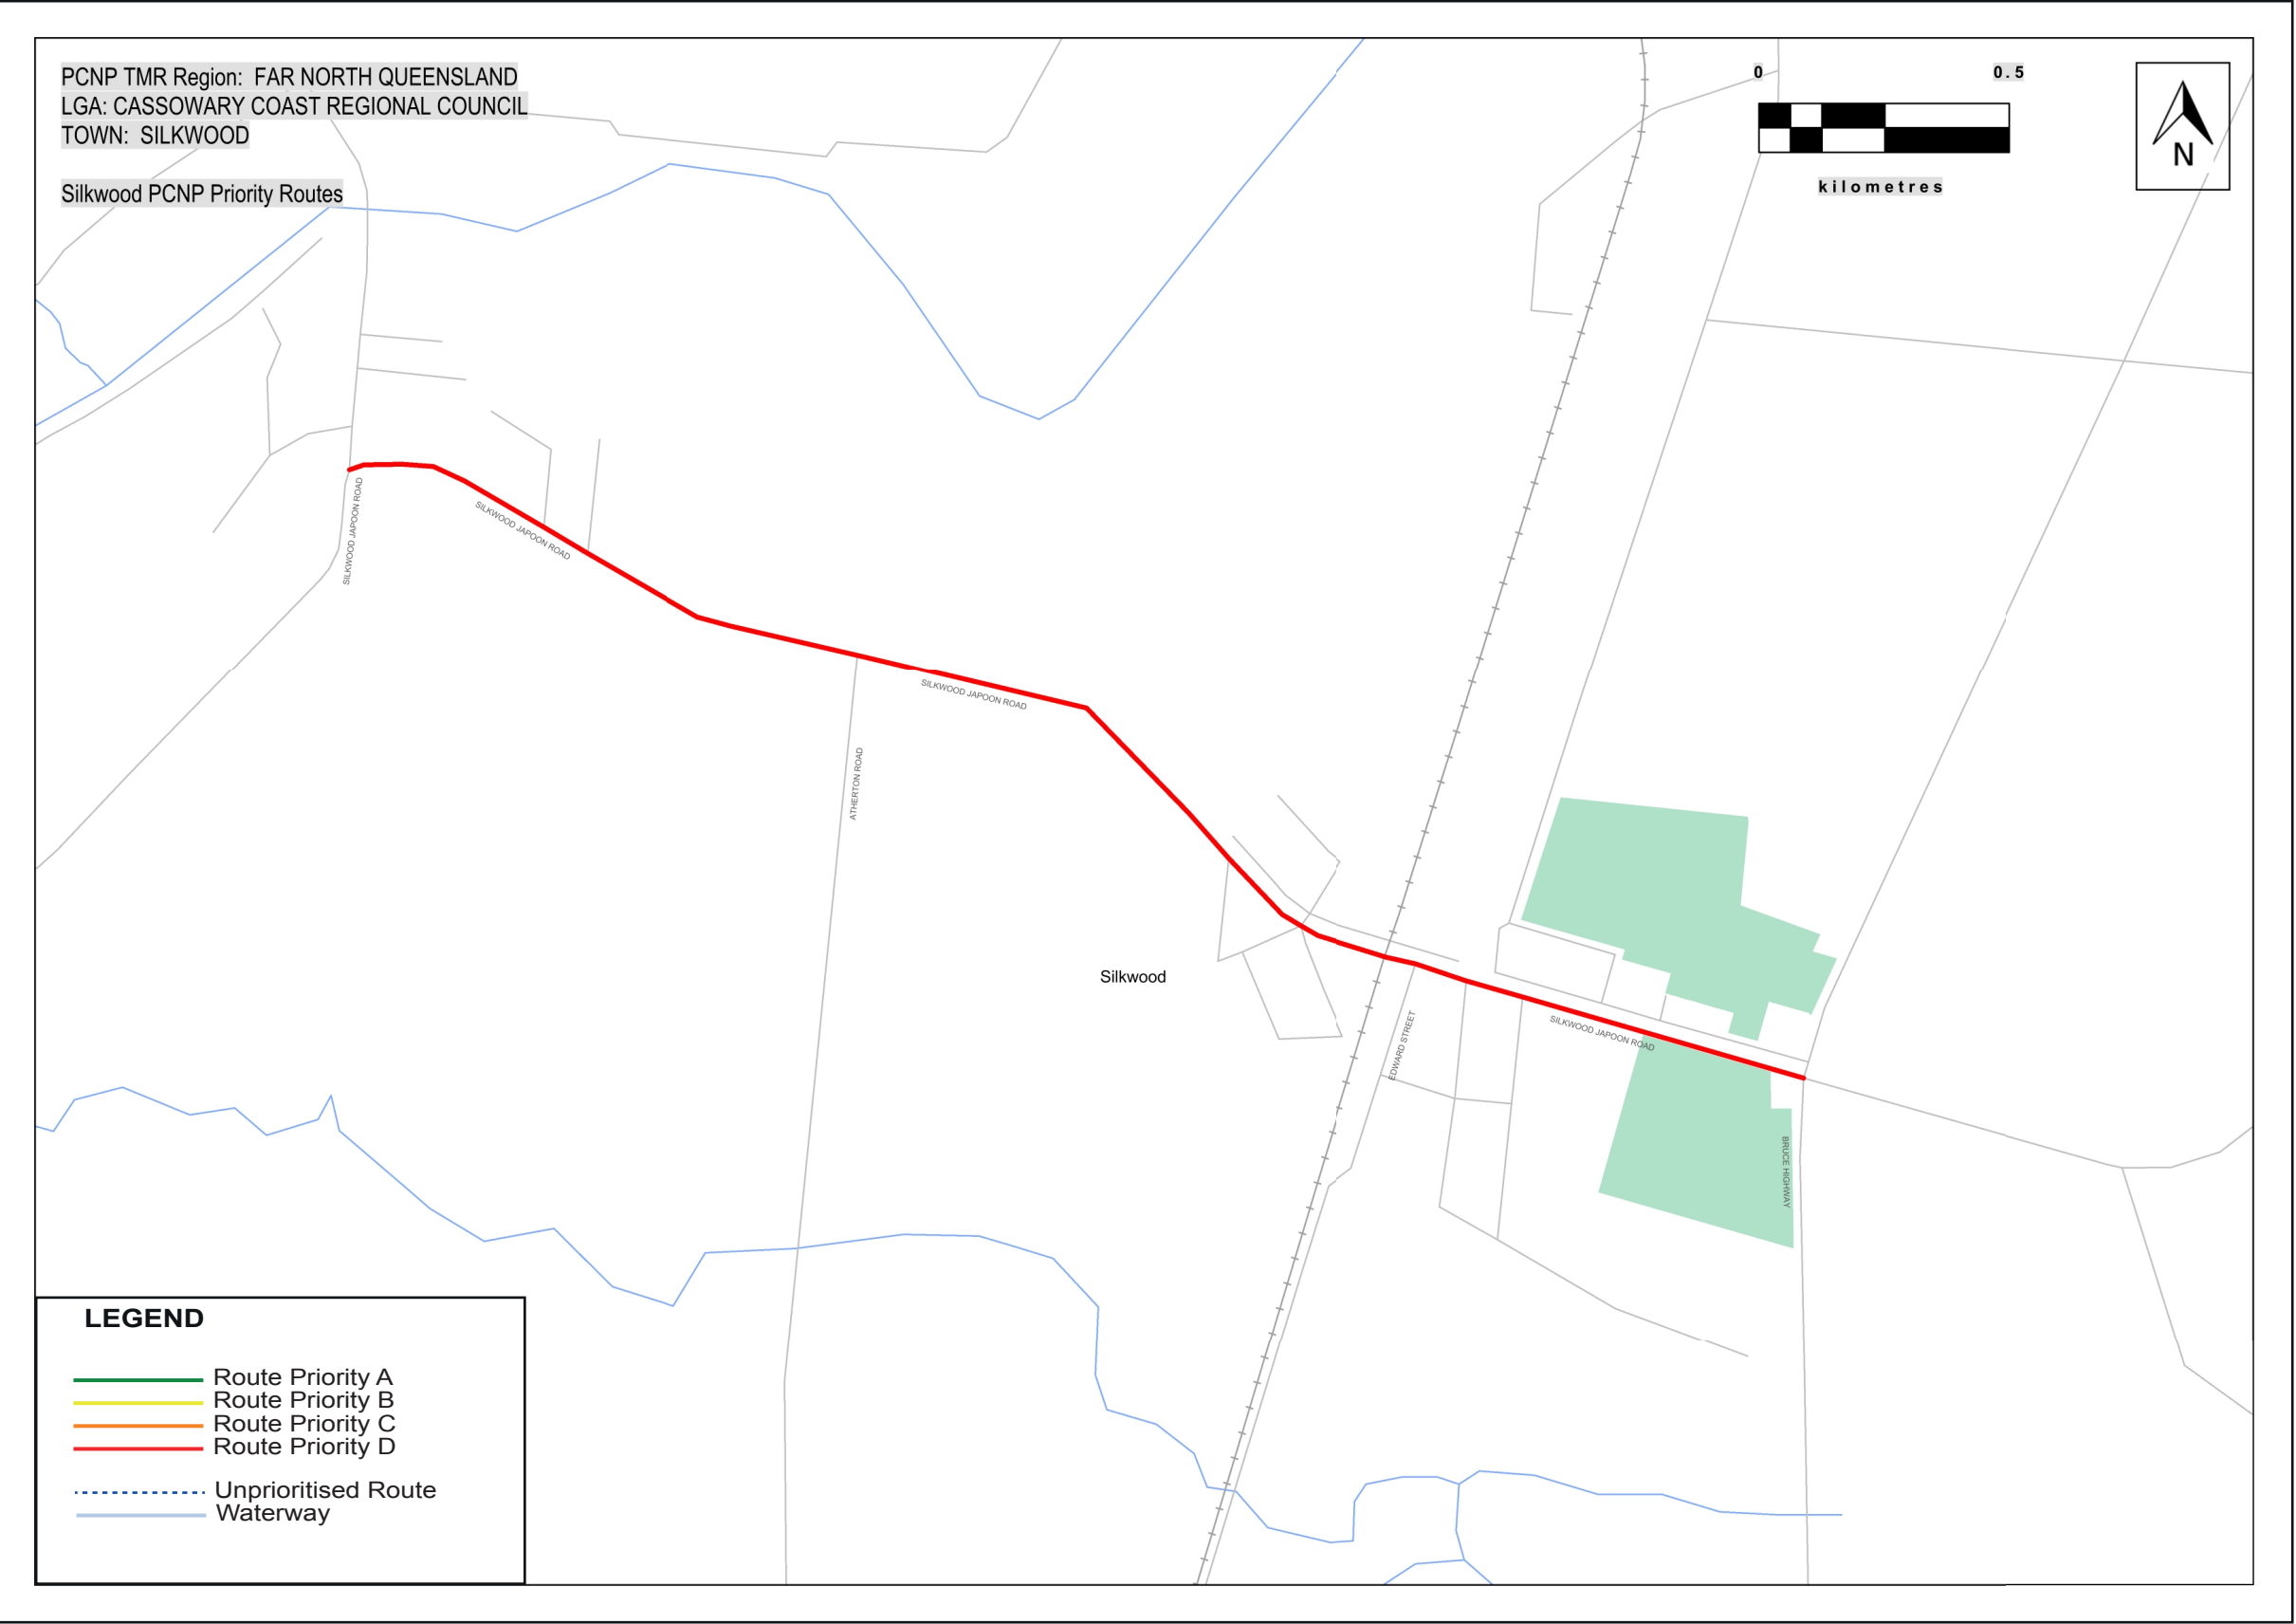 PCNP TMR Region:  FAR NORTH QUEENSLAND
LGA: CASSOWARY COAST REGIONAL COUNCIL
TOWN:  SILKWOOD
Silkwood PCNP Priority Routes
0
0.5
kilometres
N
SILKWOOD JAPOON ROAD
SILKWOOD JAPOON ROAD
SILKWOOD JAPOON ROAD
ATHERTON ROAD
Silkwood
EDWARD STREET
SILKWOOD JAPOON ROAD
BRUCE HIGHWAY
LEGEND
Route Priority A
Route Priority B
Route Priority C
Route Priority D
Unprioritised Route
Waterway